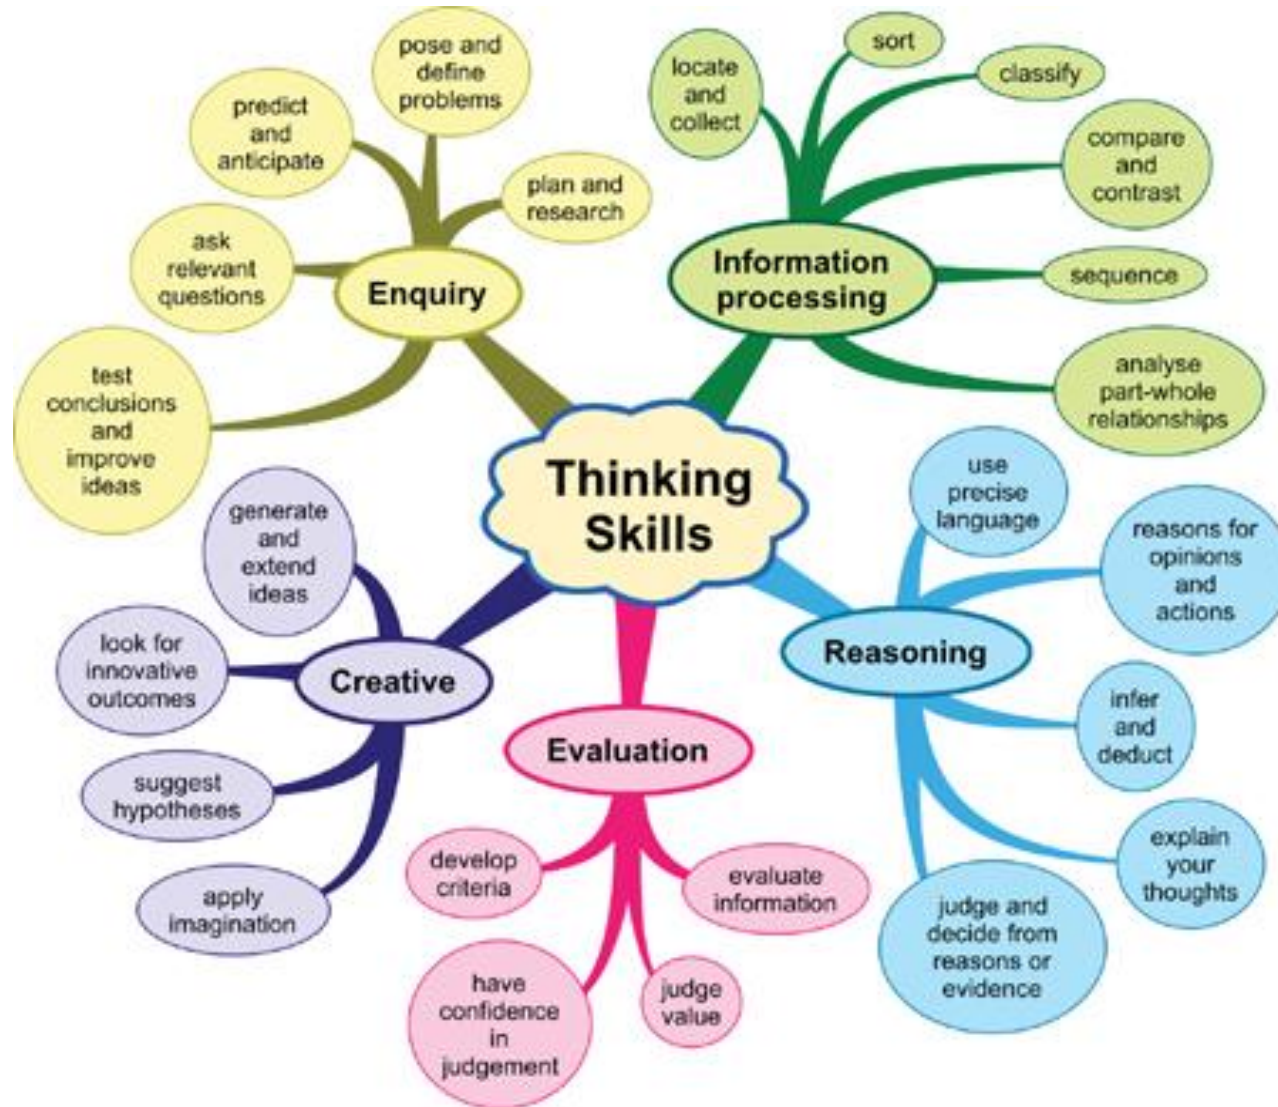 Thinking
Skills
Enquiry
pose and
define
problems
predict
and
anticipate
plan and
research
ask
relevant
questions
test
conclusions
and
improve
ideas
Information
processing
locate
and
collect
sort
classify
compare
and
contrast
sequence
analyse
part-whole
relationships
Reasoning
use
precise
language
reasons for
opinions
and
actions
infer
and
deduct
explain
your
thoughts
judge and
decide from
reasons or
evidence
Evaluation
develop
criteria
evaluate
information
have
confidence
in
judgement
judge
value
Creative
generate
and
extend
ideas
look for
innovative
outcomes
suggest
hypotheses
apply
imagination